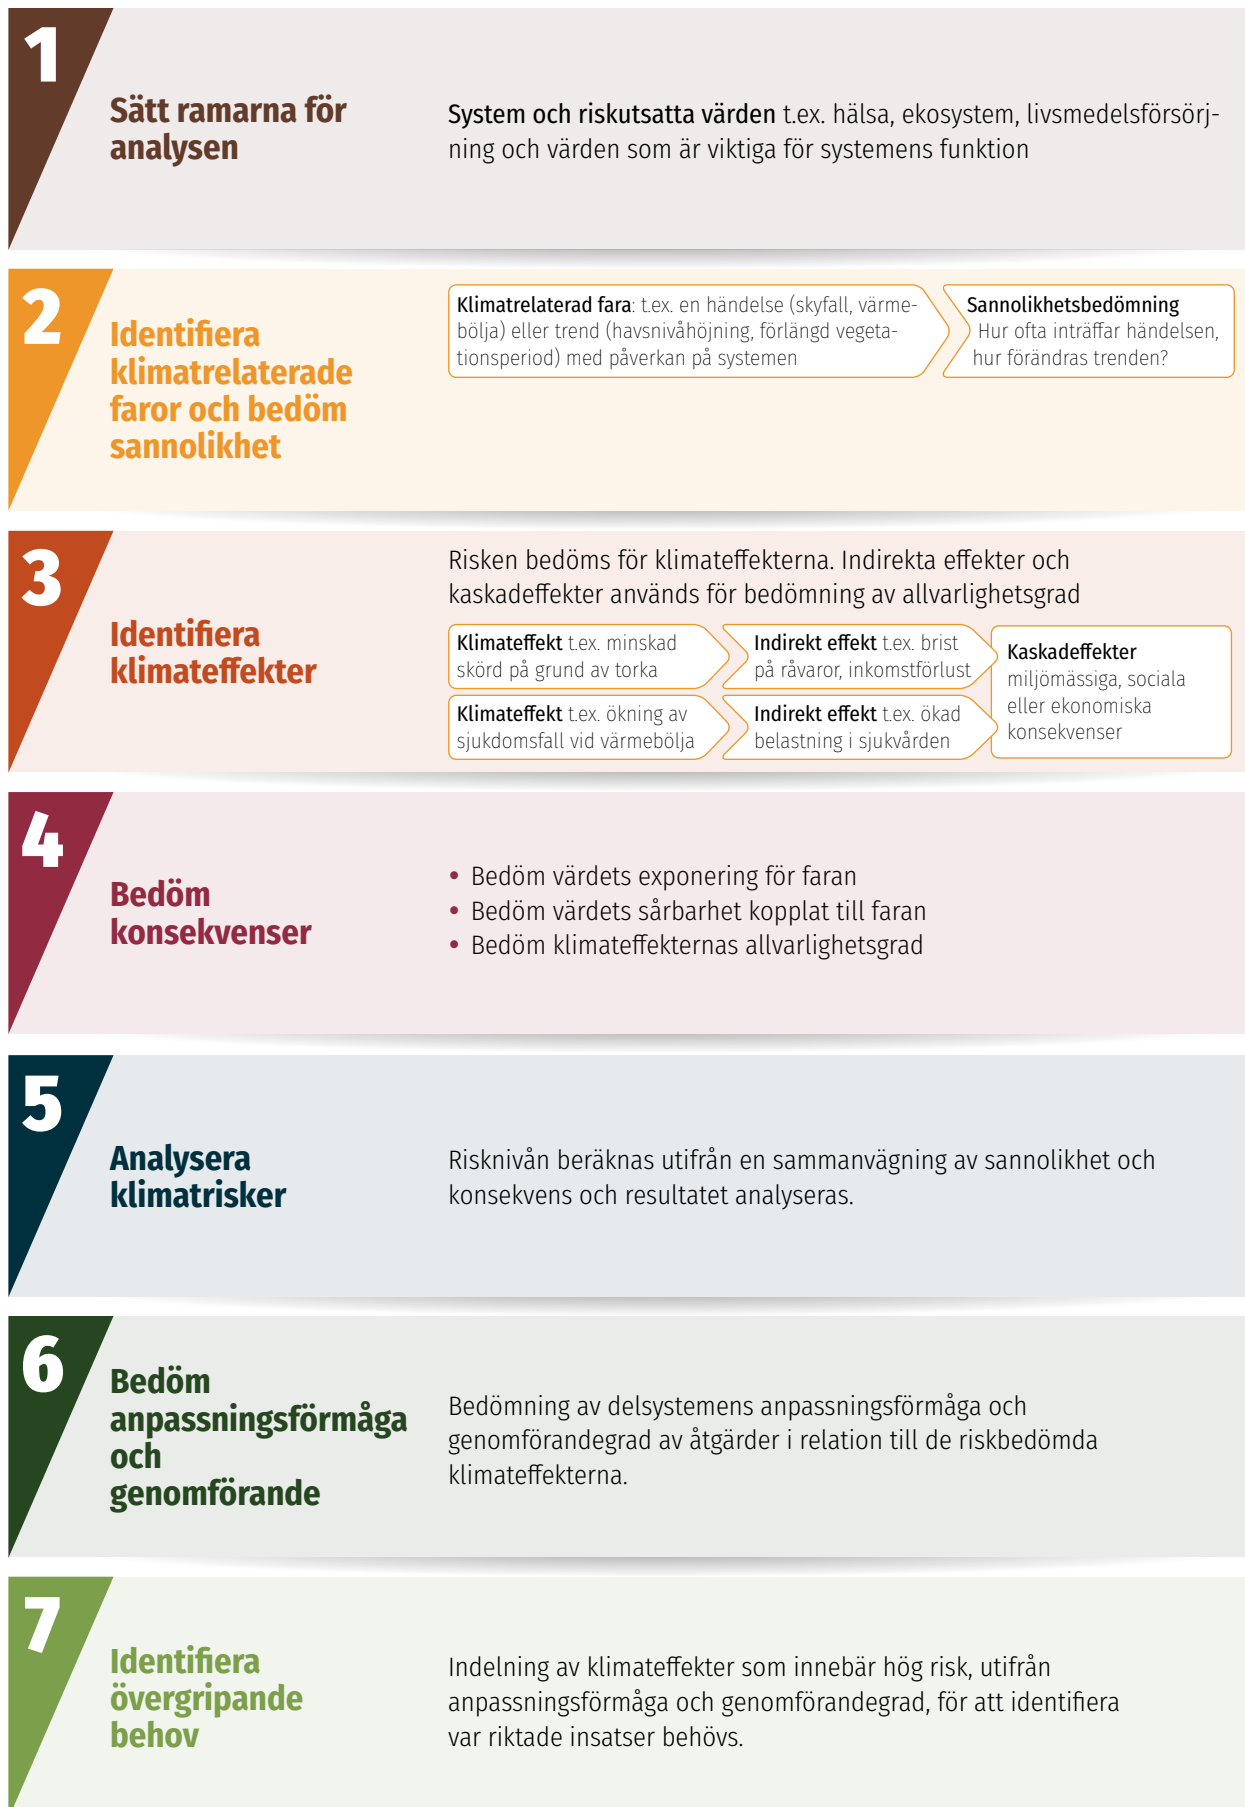 1
Sätt ramarna för
analysen
System och riskutsatta värden t.ex. hälsa, ekosystem, livsmedelsförsörj-
ning och värden som är viktiga för systemens funktion
2
Identifiera
klimatrelaterade
faror och bedöm
sannolikhet
Klimatrelaterad fara: t.ex. en händelse (skyfall, värme-
bölja) eller trend (havsnivåhöjning, förlängd vegeta-
tionsperiod) med påverkan på systemen
Sannolikhetsbedömning
Hur ofta inträffar händelsen,
hur förändras trenden?
3
Identifiera
klimateffekter
Risken bedöms för klimateffekterna. Indirekta effekter och
kaskadeffekter används för bedömning av allvarlighetsgrad
Klimateffekt t.ex. minskad
skörd på grund av torka
Indirekt effekt t.ex. brist
på råvaror, inkomstförlust
Klimateffekt t.ex. ökning av
sjukdomsfall vid värmebölja
Indirekt effekt t.ex. ökad
belastning i sjukvården
Kaskadeffekter
miljömässiga, sociala
eller ekonomiska
konsekvenser
4
Bedöm
konsekvenser
• Bedöm värdets exponering för faran
• Bedöm värdets sårbarhet kopplat till faran
• Bedöm klimateffekternas allvarlighetsgrad
5
Analysera
klimatrisker
Risknivån beräknas utifrån en sammanvägning av sannolikhet och
konsekvens och resultatet analyseras.
6
Bedöm
anpassningsförmåga
och
genomförande
Bedömning av delsystemens anpassningsförmåga och
genomförandegrad av åtgärder i relation till de riskbedömda
klimateffekterna.
7
Identifiera
övergripande
behov
Indelning av klimateffekter som innebär hög risk, utifrån
anpassningsförmåga och genomförandegrad, för att identifiera
var riktade insatser behövs.